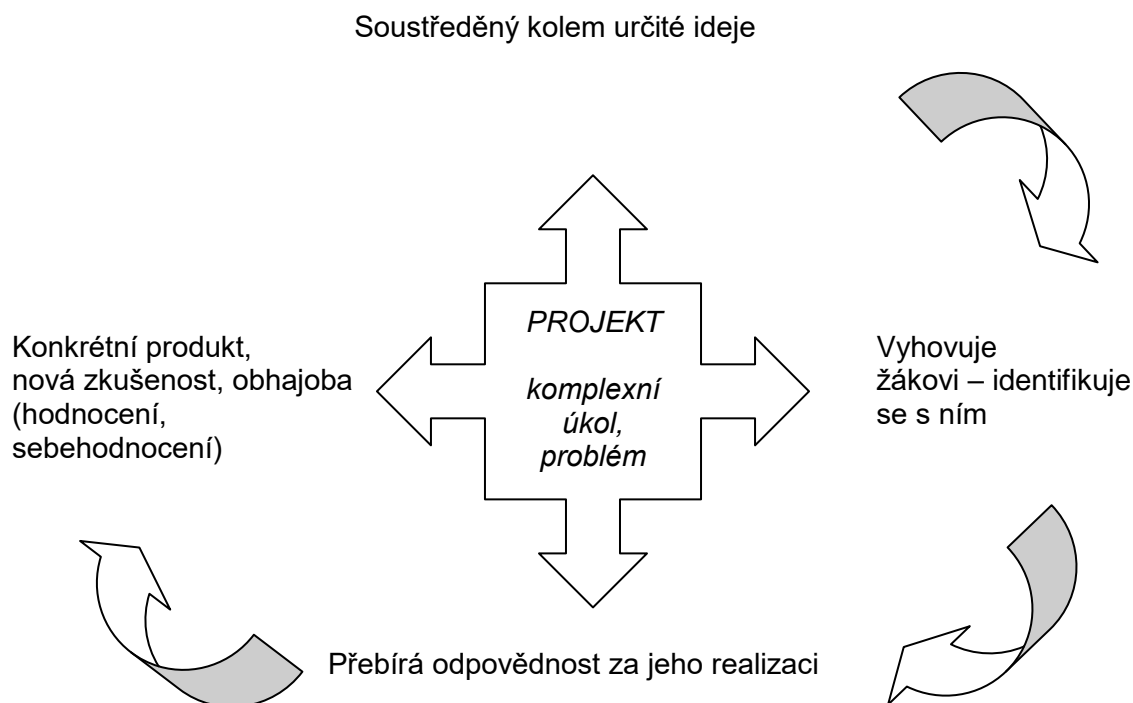 Soustředěný kolem určité ideje
PROJEKT
komplexní
úkol,
problém
Konkrétní produkt,
nová zkušenost, obhajoba
(hodnocení,
sebehodnocení)
Vyhovuje
žákovi – identifikuje
se s ním
Přebírá odpovědnost za jeho realizaci